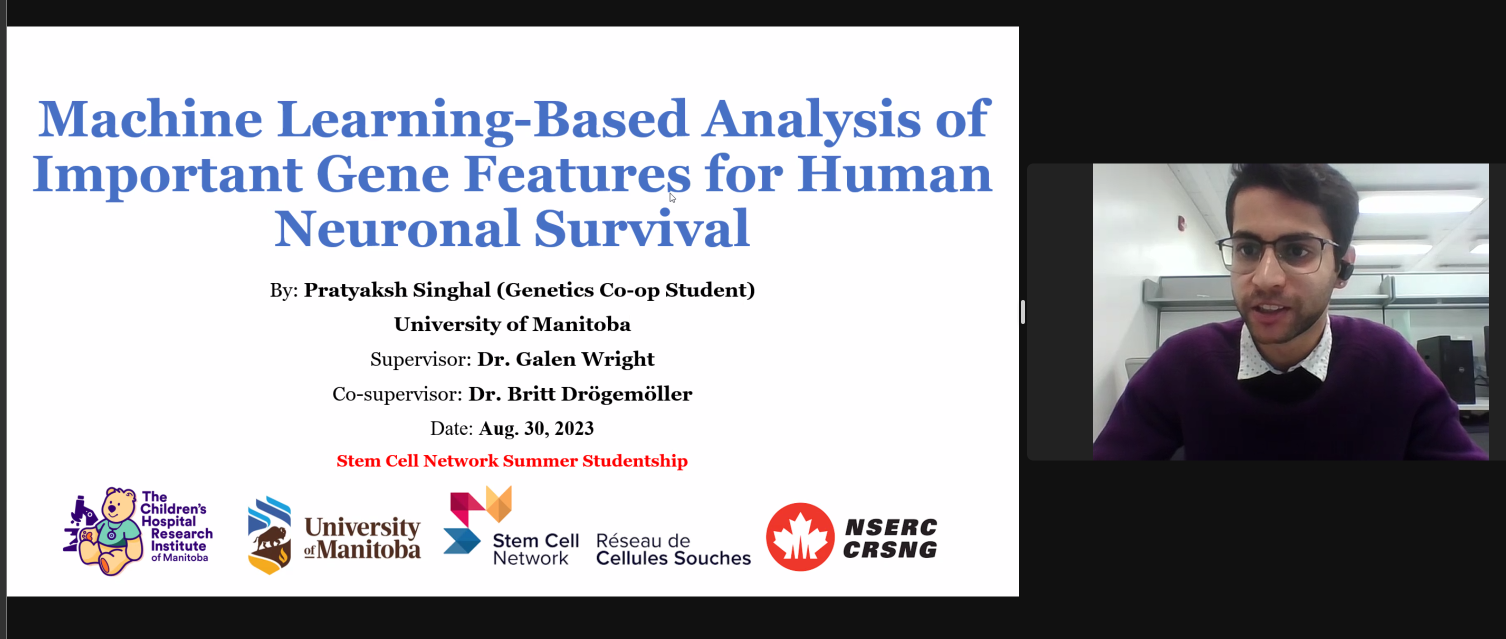 Machine Learning-Based Analysis of
Important Gene Features for Human
Neuronal Survival
By: Pratyaksh Singhal (Genetics Co-op Student)
University of Manitoba
Supervisor: Dr. Galen Wright
Co-supervisor: Dr. Britt Drögemöller
Date: Aug. 30, 2023
Stem Cell Network Summer Studentship
The
Children's
Hospital
Research
Institute
of Manitoba
University
of Manitoba
Stem Cell
Network
Réseau de
Cellules Souches
NSERC
CRSNG